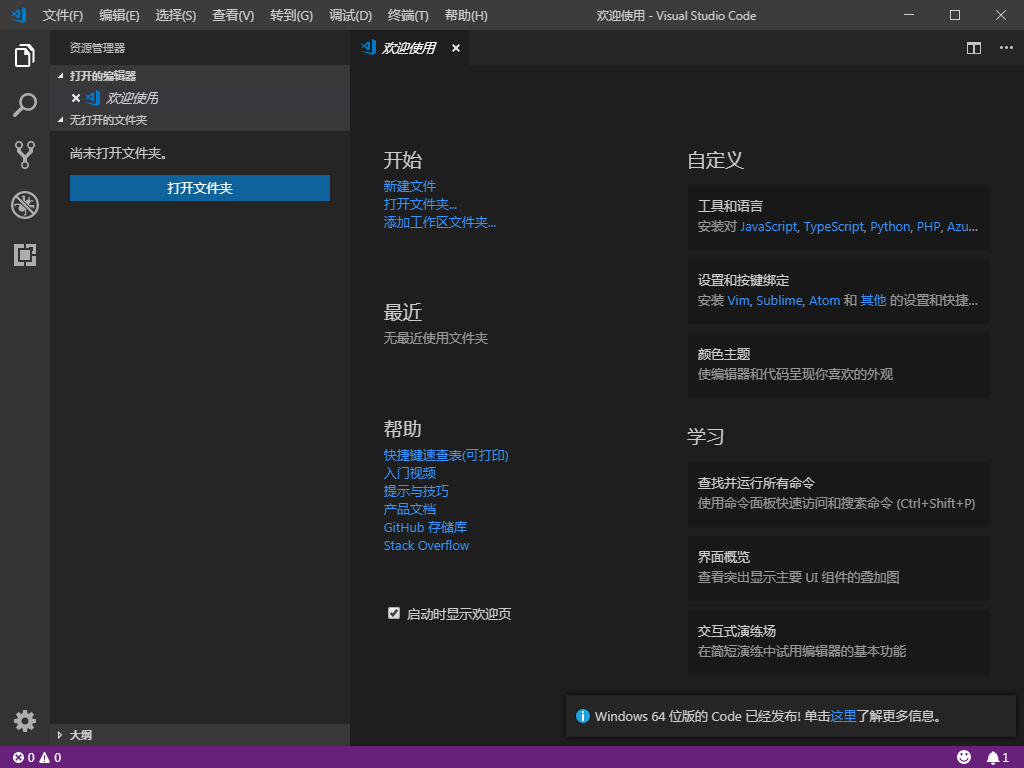 文件(F) 编辑(E) 选择(S) 查看(V) 转到(G) 调试(D) 终端(T) 帮助(H) 欢迎使用 - Visual Studio Code
资源管理器
打开的编辑器
欢迎使用
无打开的文件夹
尚未打开文件夹。
打开文件夹
大纲
欢迎使用
开始
新建文件
打开文件夹...
添加工作区文件夹...
最近
无最近使用文件夹
帮助
快捷键速查表(可打印)
入门视频
提示与技巧
产品文档
GitHub 存储库
Stack Overflow
启动时显示欢迎页
自定义
工具和语言
安装对 JavaScript, TypeScript, Python, PHP, Azu...
设置和按键绑定
安装 Vim, Sublime, Atom 和 其他 的设置和快捷...
颜色主题
使编辑器和代码呈现你喜欢的外观
学习
查找并运行所有命令
使用命令面板快速访问和搜索命令 (Ctrl+Shift+P)
界面概览
查看突出显示主要 UI 组件的叠加图
交互式演练场
在简短演练中试用编辑器的基本功能
Windows 64 位版的 Code 已经发布! 单击这里了解更多信息。
0 0 1